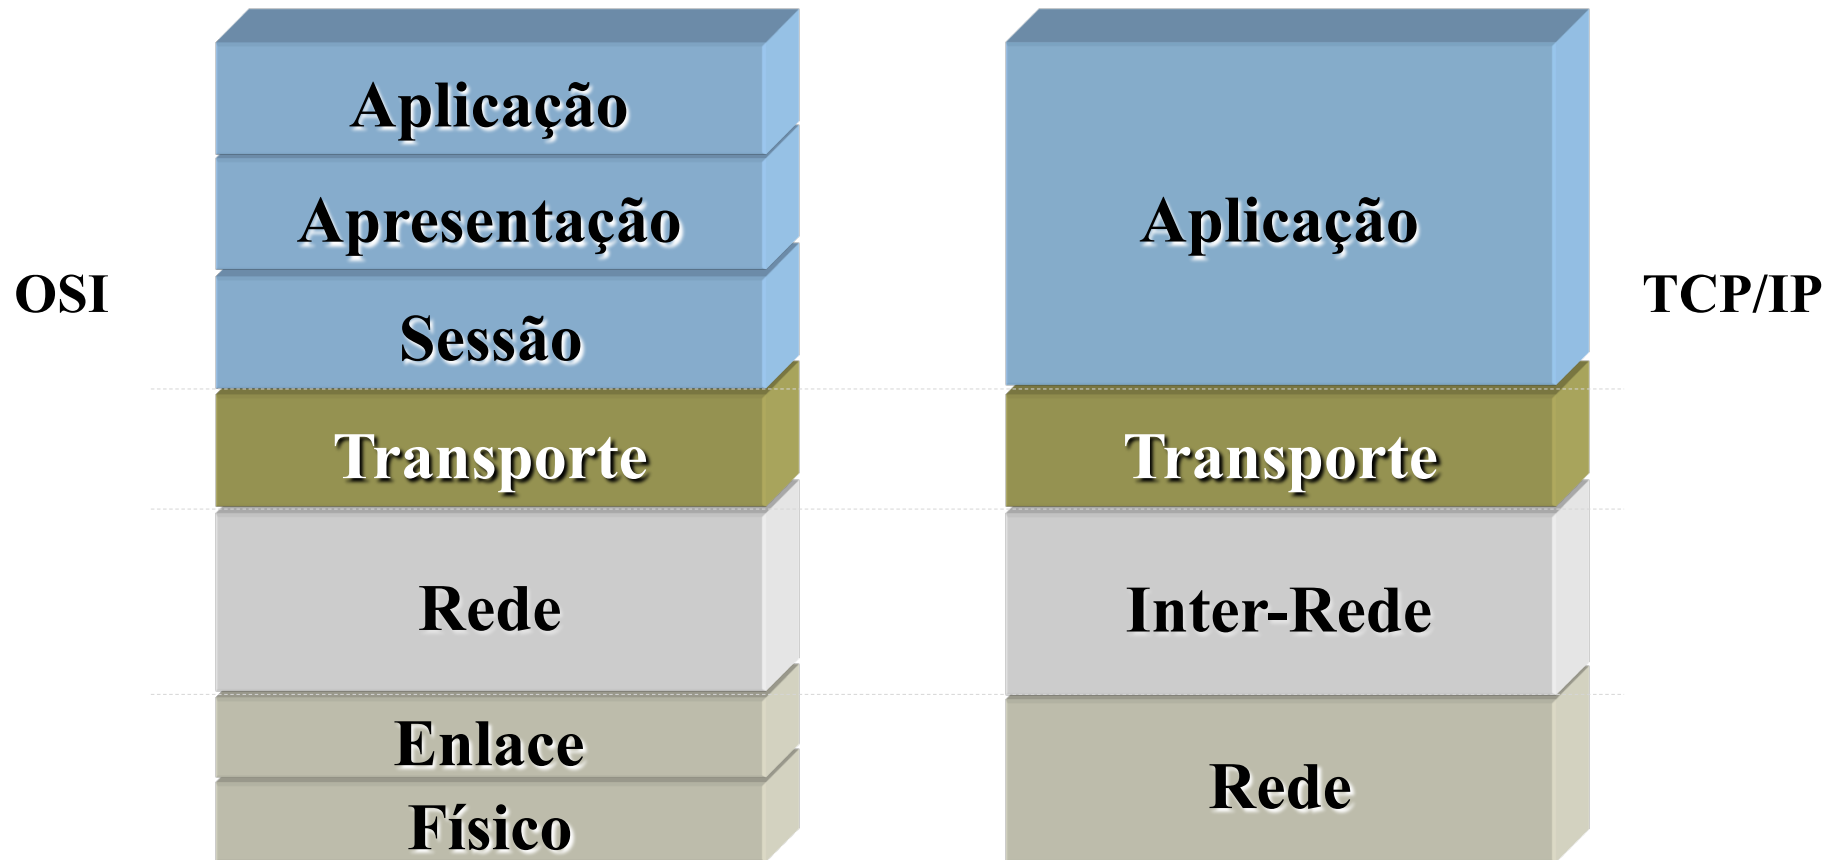 OSI
Aplicação
Apresentação
Sessão
Transporte
Rede
Enlace
Físico
Aplicação
Transporte
Inter-Rede
Rede
TCP/IP